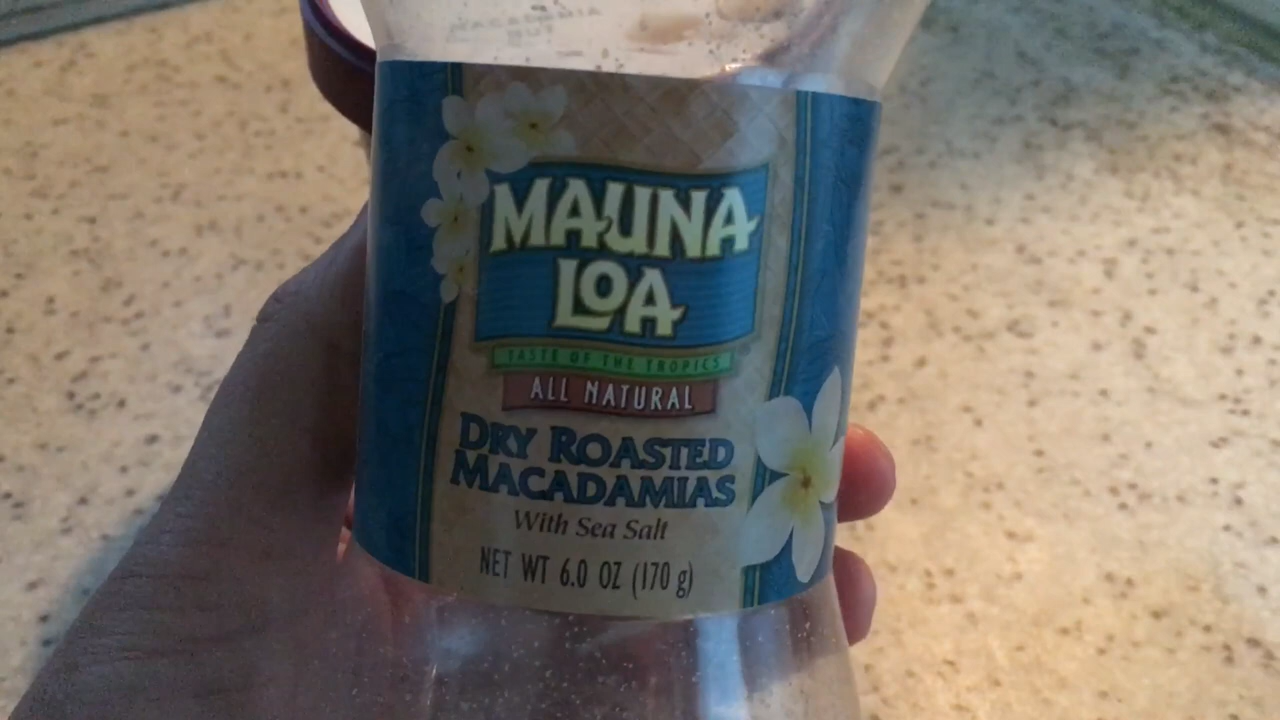 MAUNA
LOA
TASTE OF THE TROPICS
ALL NATURAL
DRY ROASTED
MACADAMIAS
With Sea Salt
NET WT 6.0 OZ (170 g)